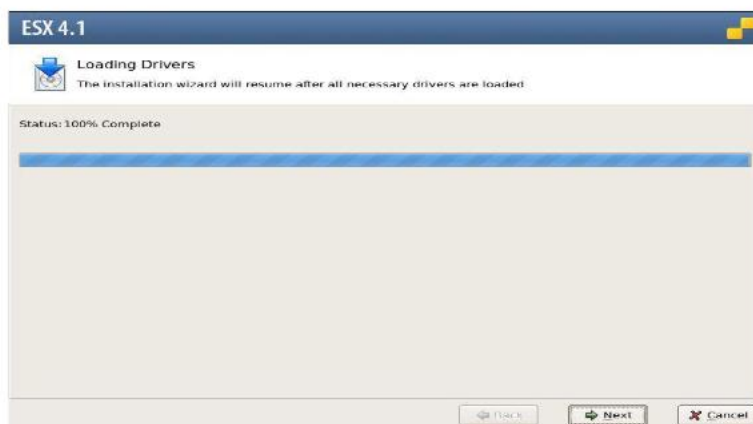 ESX 4.1
Loading Drivers
The installation wizard will resume after all necessary drivers are loaded
Status: 100% Complete
Back
Next
Cancel